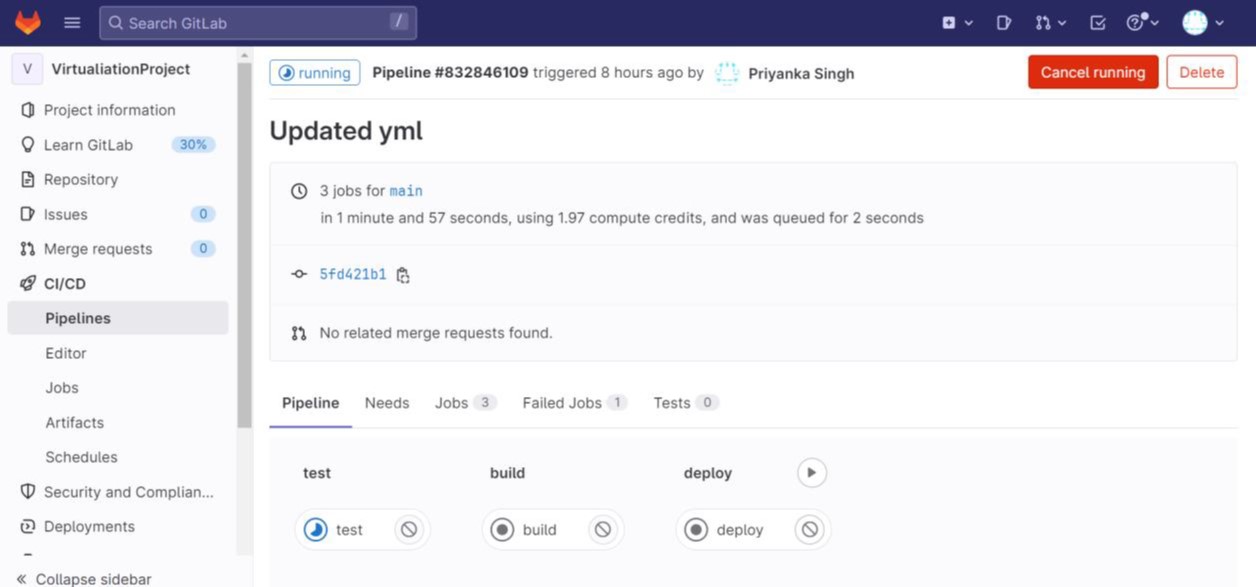 Search GitLab /
V VirtualiationProject
Project information
Learn GitLab 30%
Repository
Issues 0
Merge requests 0
CI/CD
Pipelines
Editor
Jobs
Artifacts
Schedules
Security and Complian...
Deployments
« Collapse sidebar
running Pipeline #832846109 triggered 8 hours ago by Priyanka Singh Cancel running Delete
Updated yml
3 jobs for main
in 1 minute and 57 seconds, using 1.97 compute credits, and was queued for 2 seconds
5fd421b1
No related merge requests found.
Pipeline Needs Jobs 3 Failed Jobs 1 Tests 0
test build deploy
test build deploy